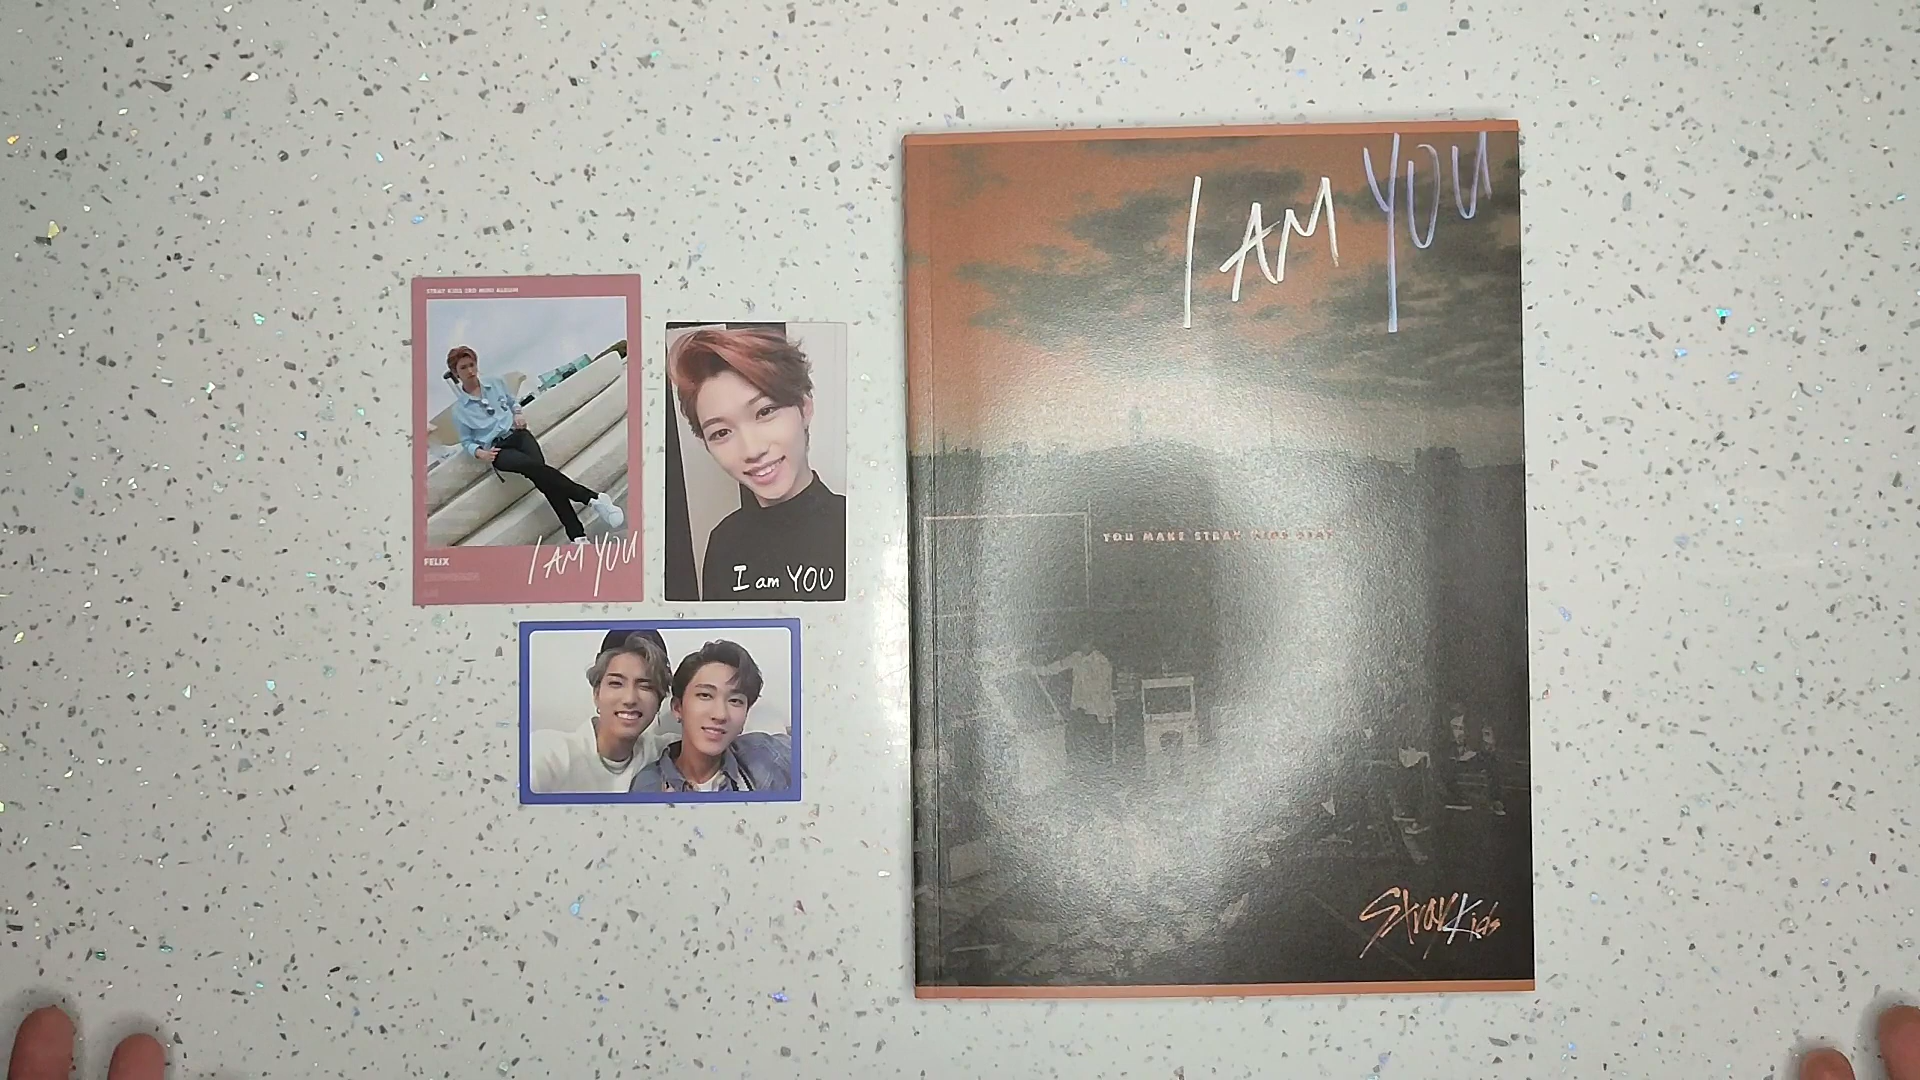 STRAY KIDS 3RD MINI ALBUM
FELIX
I AM YOU
I am YOU
I AM YOU
YOU MAKE STRAY KIDS STAY
Stray Kids